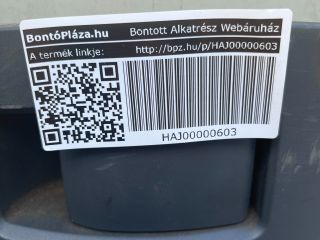 BontóPláza.hu Bontott Alkatrész Webáruház
A termék linkje: http://bpz.hu/p/HAJ00000603
HAJ00000603